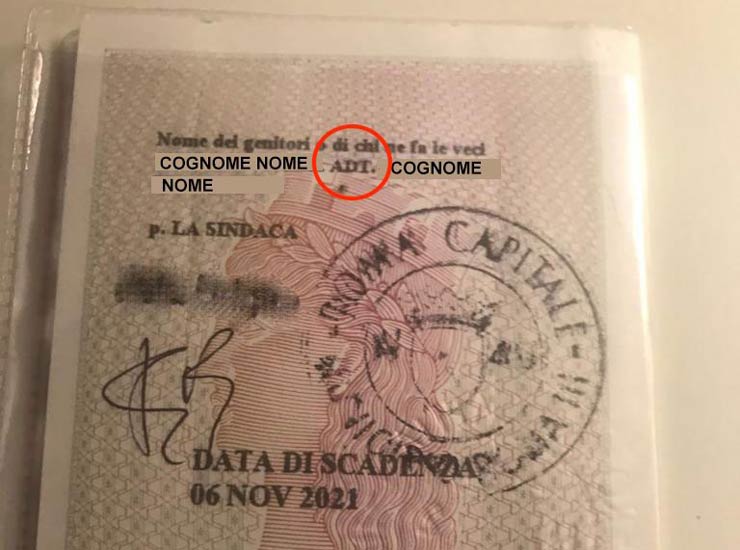 Nome dei genitori o di chi ne fa le veci
COGNOME NOME ADT. COGNOME
NOME
p. LA SINDACA
ROMA CAPITALE
DATA DI SCADENZA
06 NOV 2021